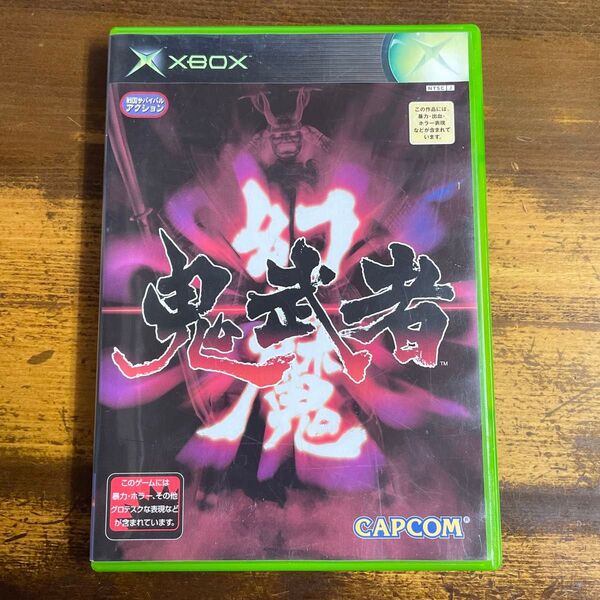 XBOX
NTSC J
戦国サバイバル
アクション
この作品には、
暴力・出血・
ホラー表現
などが含まれて
います。
幻魔
鬼武者
TM
このゲームには
暴力・ホラー、その他
グロテスクな表現など
が含まれています。
CAPCOM®